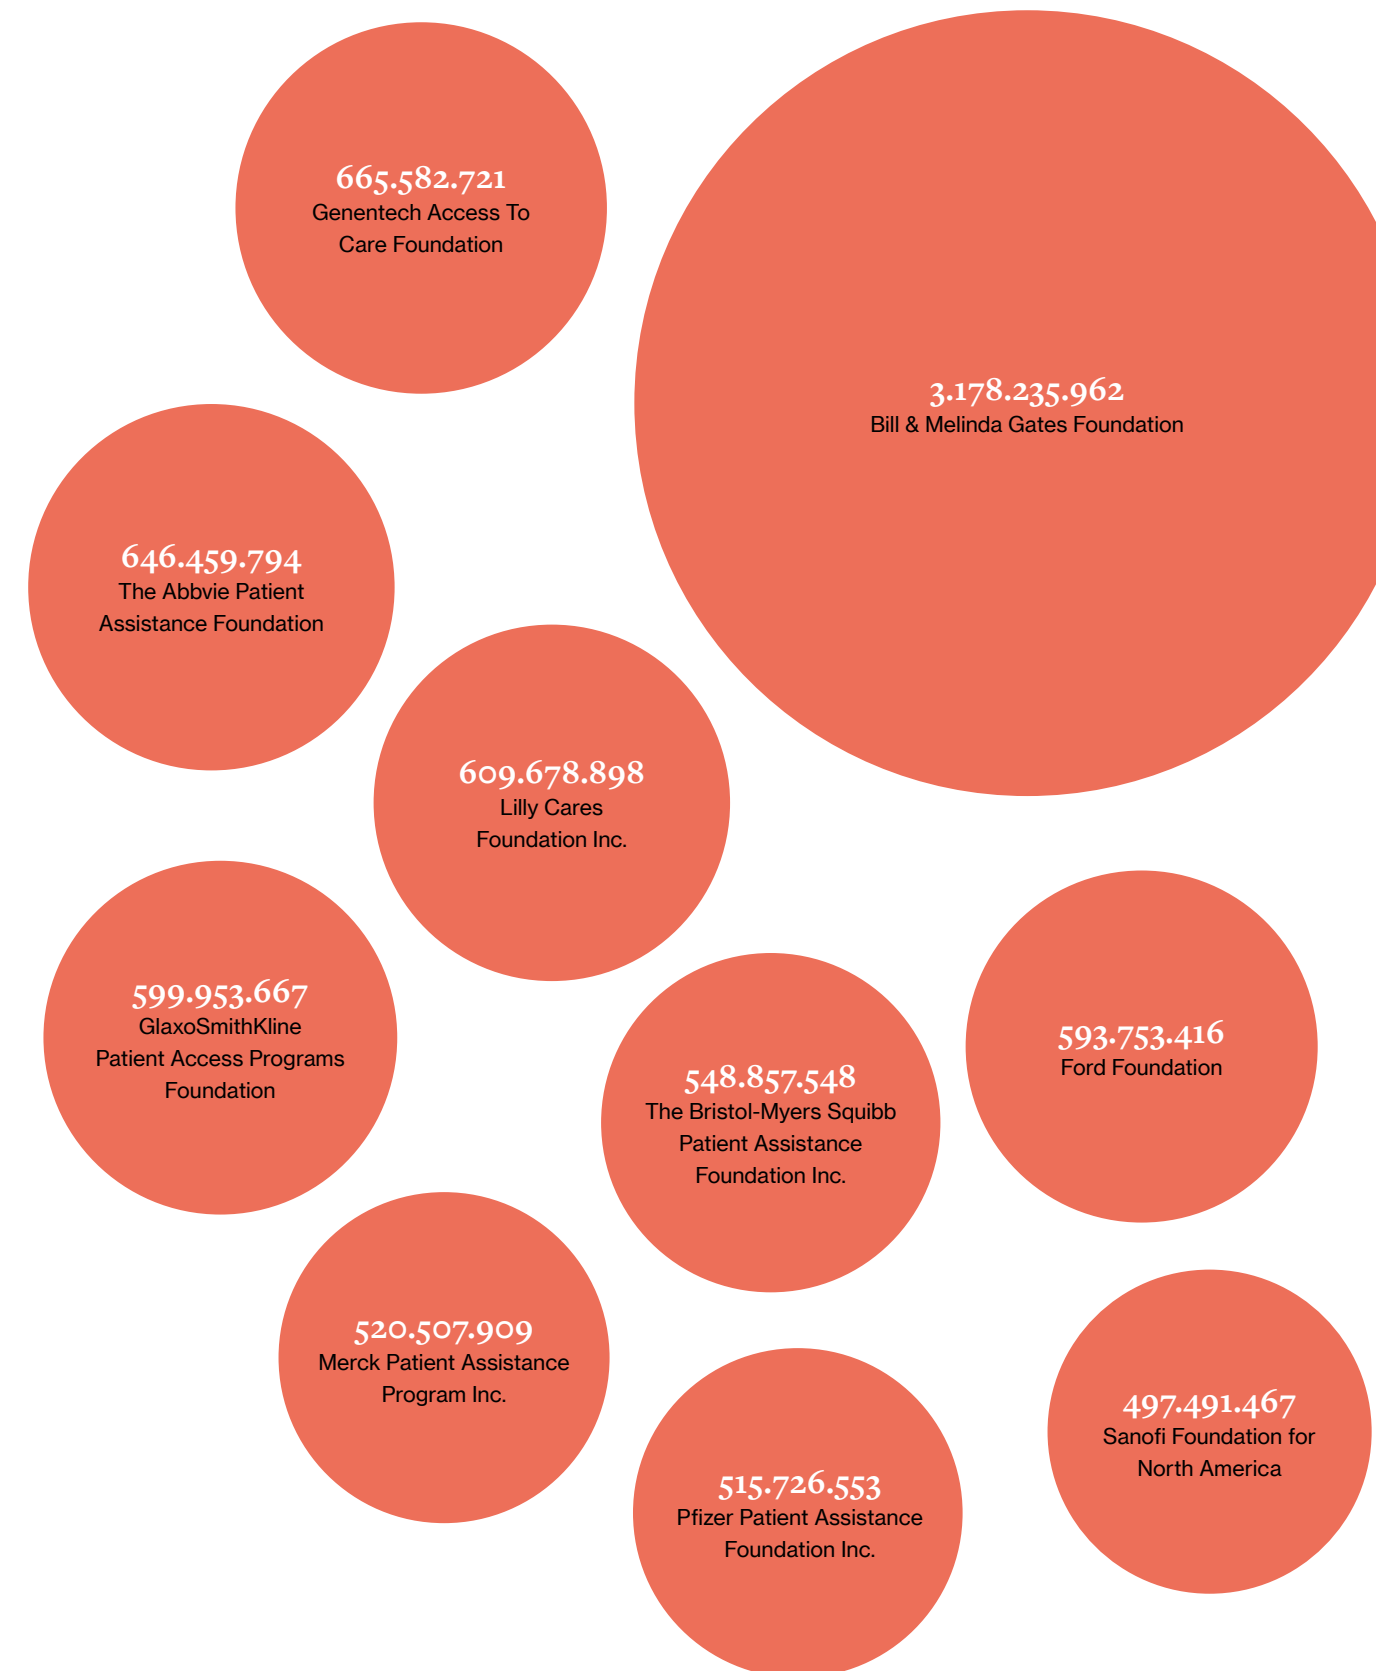 665.582.721
Genentech Access To
Care Foundation
3.178.235.962
Bill & Melinda Gates Foundation
646.459.794
The Abbvie Patient
Assistance Foundation
609.678.898
Lilly Cares
Foundation Inc.
599.953.667
GlaxoSmithKline
Patient Access Programs
Foundation
548.857.548
The Bristol-Myers Squibb
Patient Assistance
Foundation Inc.
593.753.416
Ford Foundation
520.507.909
Merck Patient Assistance
Program Inc.
515.726.553
Pfizer Patient Assistance
Foundation Inc.
497.491.467
Sanofi Foundation for
North America